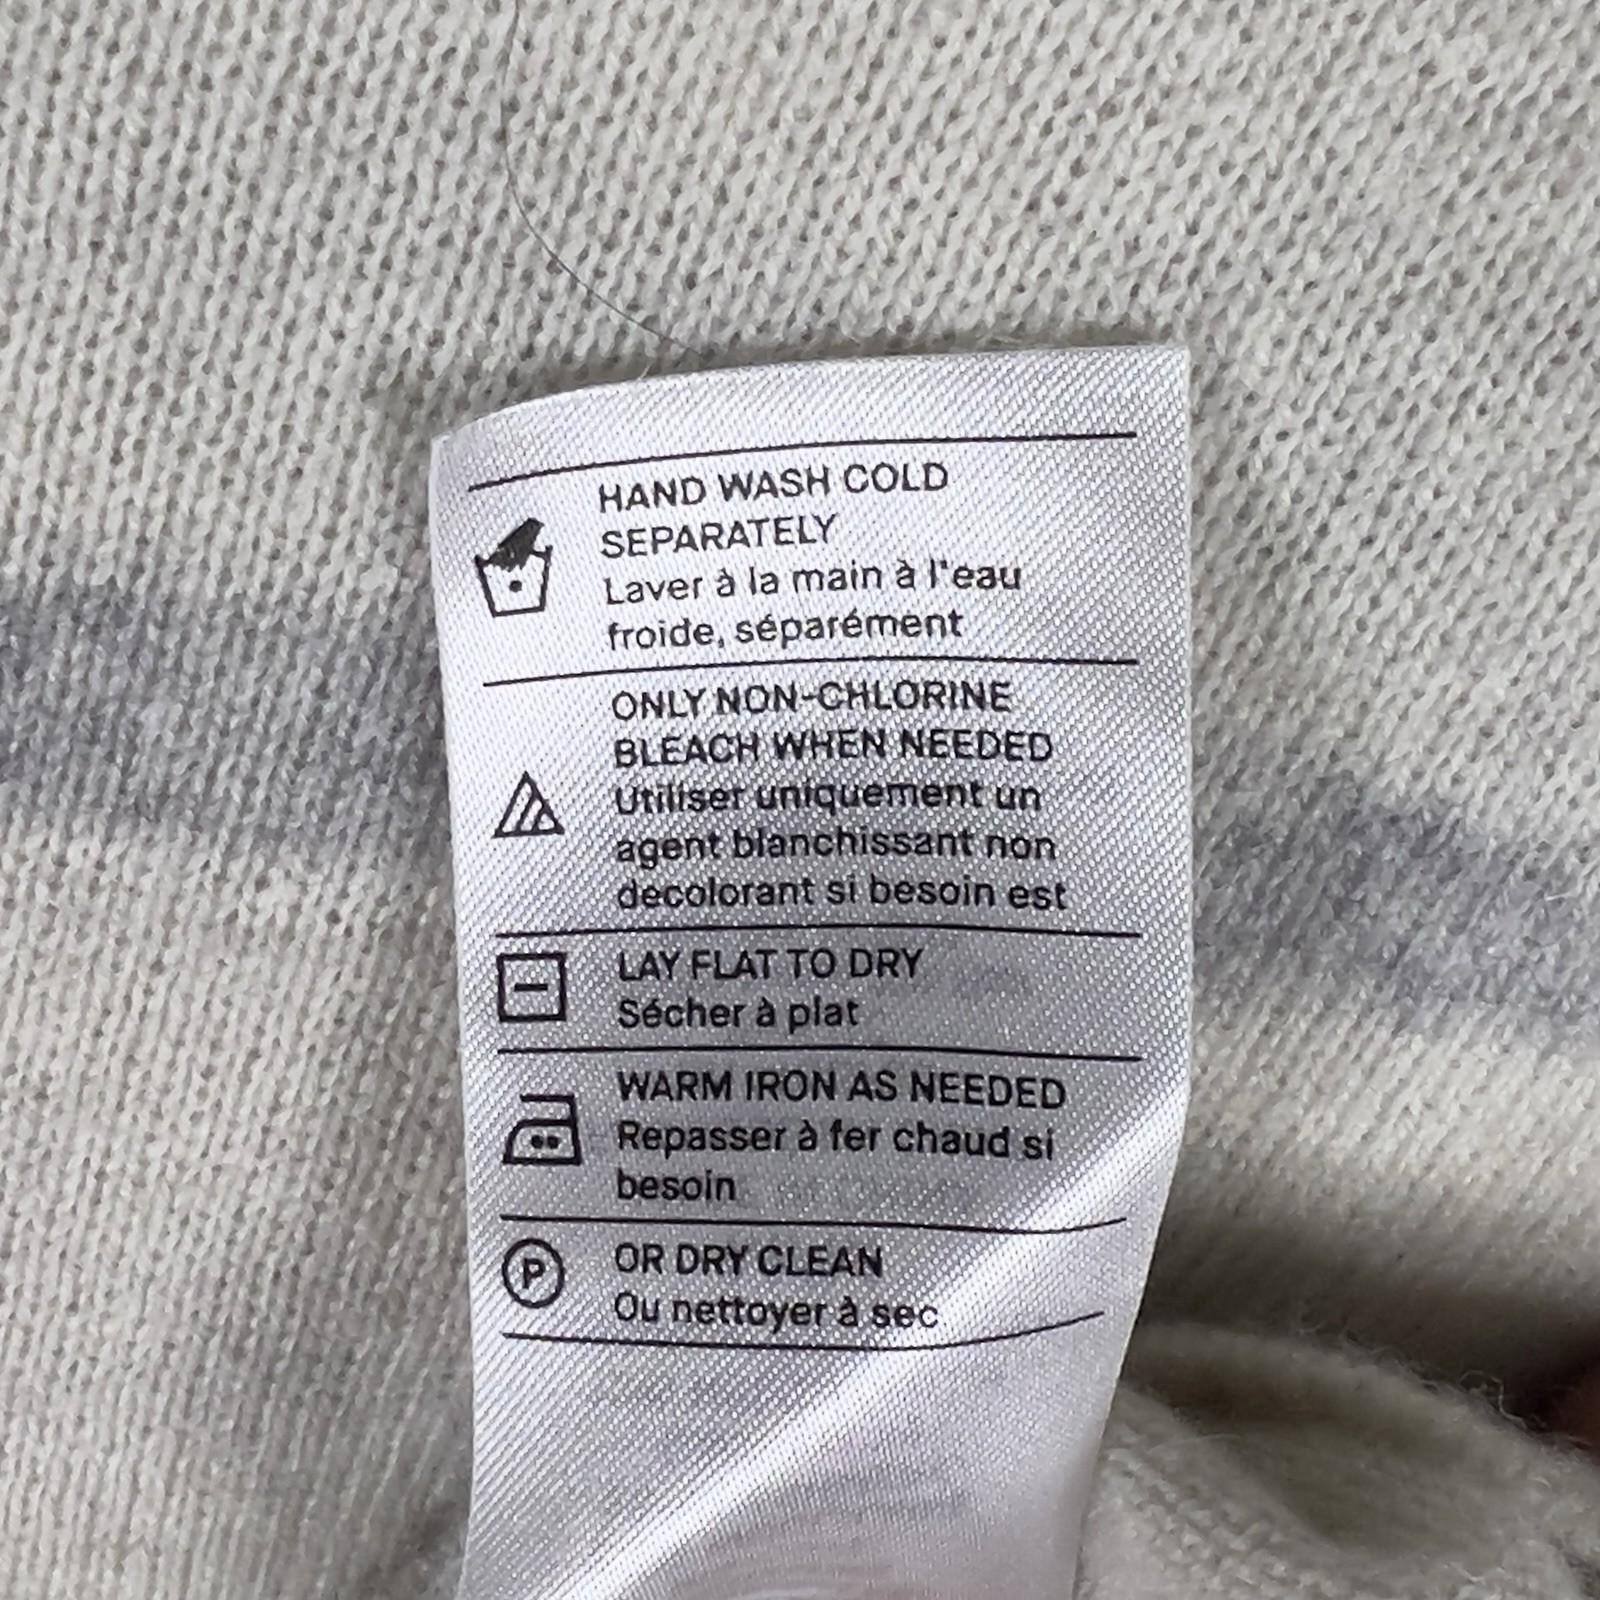 HAND WASH COLD
SEPARATELY
Laver à la main à l'eau
froide, séparément
ONLY NON-CHLORINE
BLEACH WHEN NEEDED
Utiliser uniquement un
agent blanchissant non
decolorant si besoin est
LAY FLAT TO DRY
Sécher à plat
WARM IRON AS NEEDED
Repasser à fer chaud si
besoin
P
OR DRY CLEAN
Ou nettoyer à sec